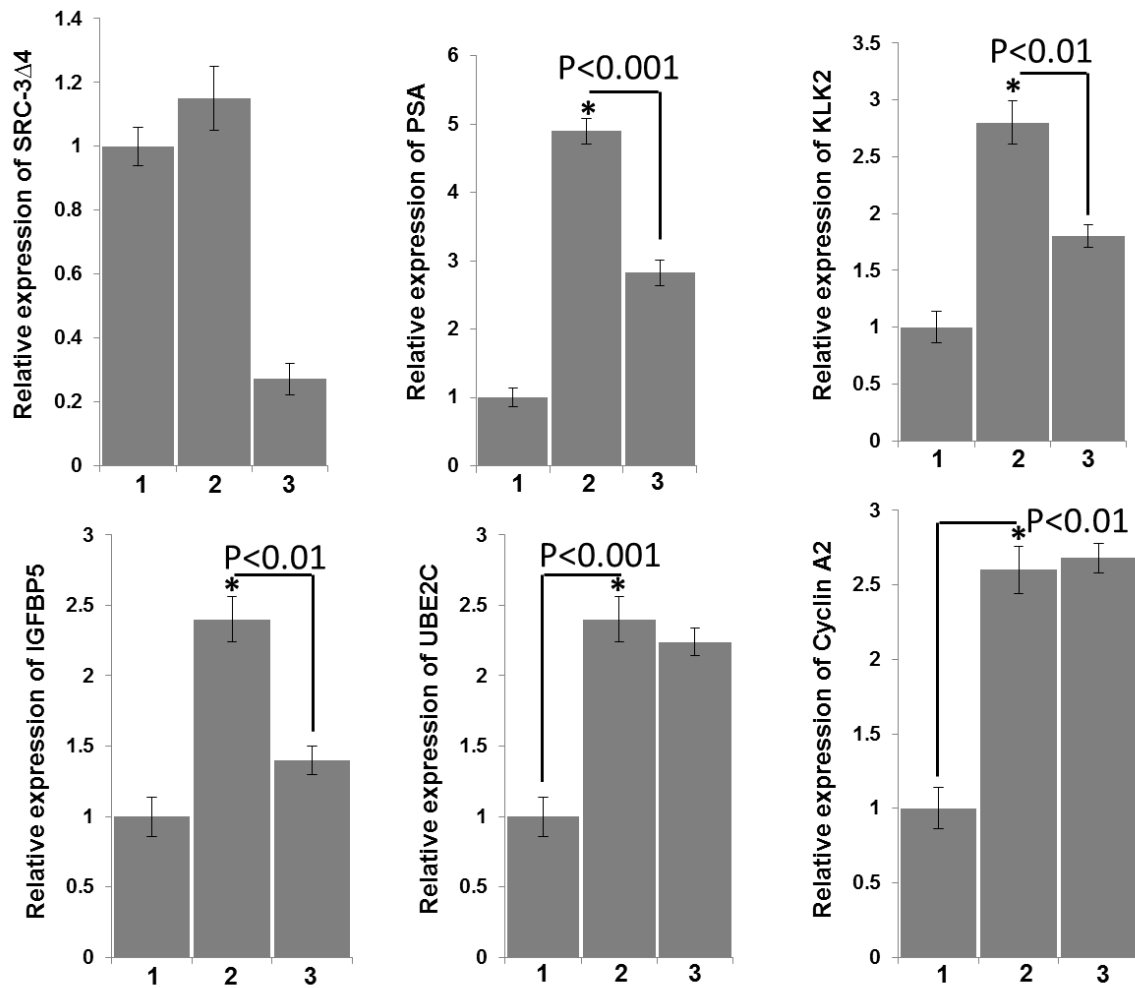 Relative expression of SRC-3Δ4
1.4
1.2
1
0.8
0.6
0.4
0.2
0
1 2 3
Relative expression of PSA
6
5
4
3
2
1
0
P<0.001
*
1 2 3
Relative expression of KLK2
3.5
3
2.5
2
1.5
1
0.5
0
P<0.01
*
1 2 3
Relative expression of IGFBP5
3
2.5
2
1.5
1
0.5
0
P<0.01
*
1 2 3
Relative expression of UBE2C
3
2.5
2
1.5
1
0.5
0
P<0.001
*
1 2 3
Relative expression of Cyclin A2
3
2.5
2
1.5
1
0.5
0
P<0.01
*
1 2 3